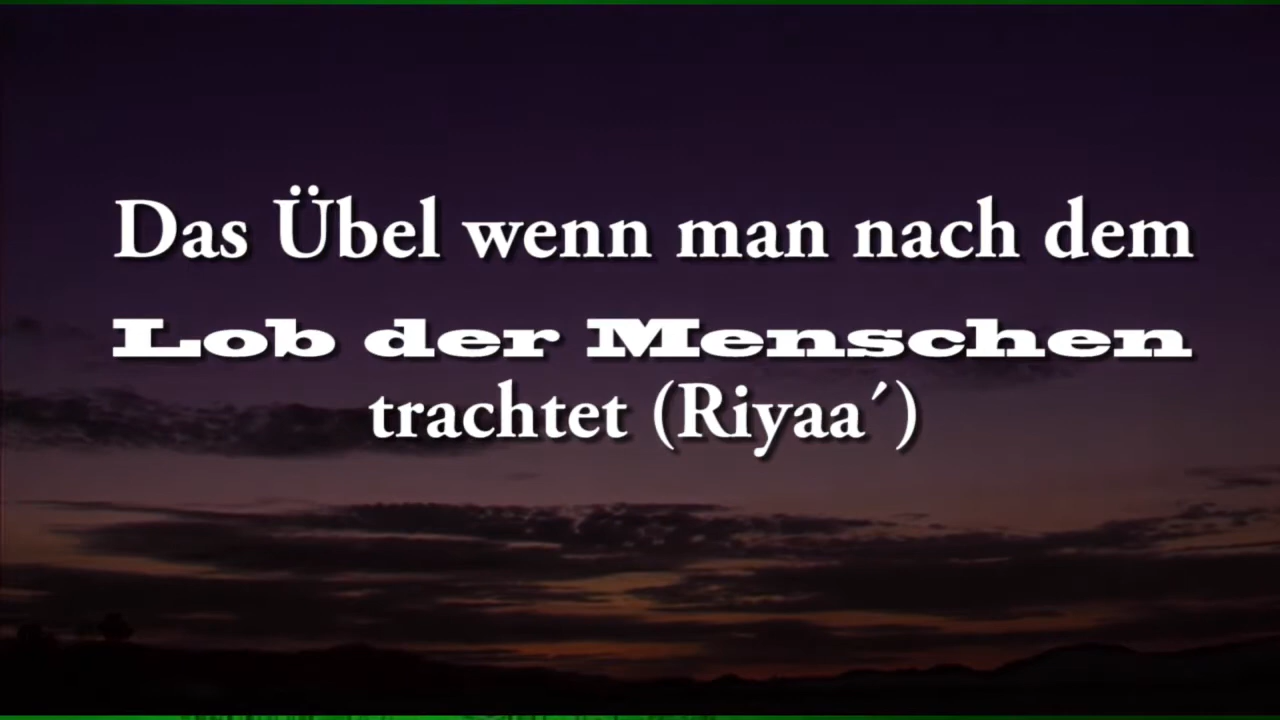 Das Übel wenn man nach dem
Lob der Menschen
trachtet (Riyaa´)